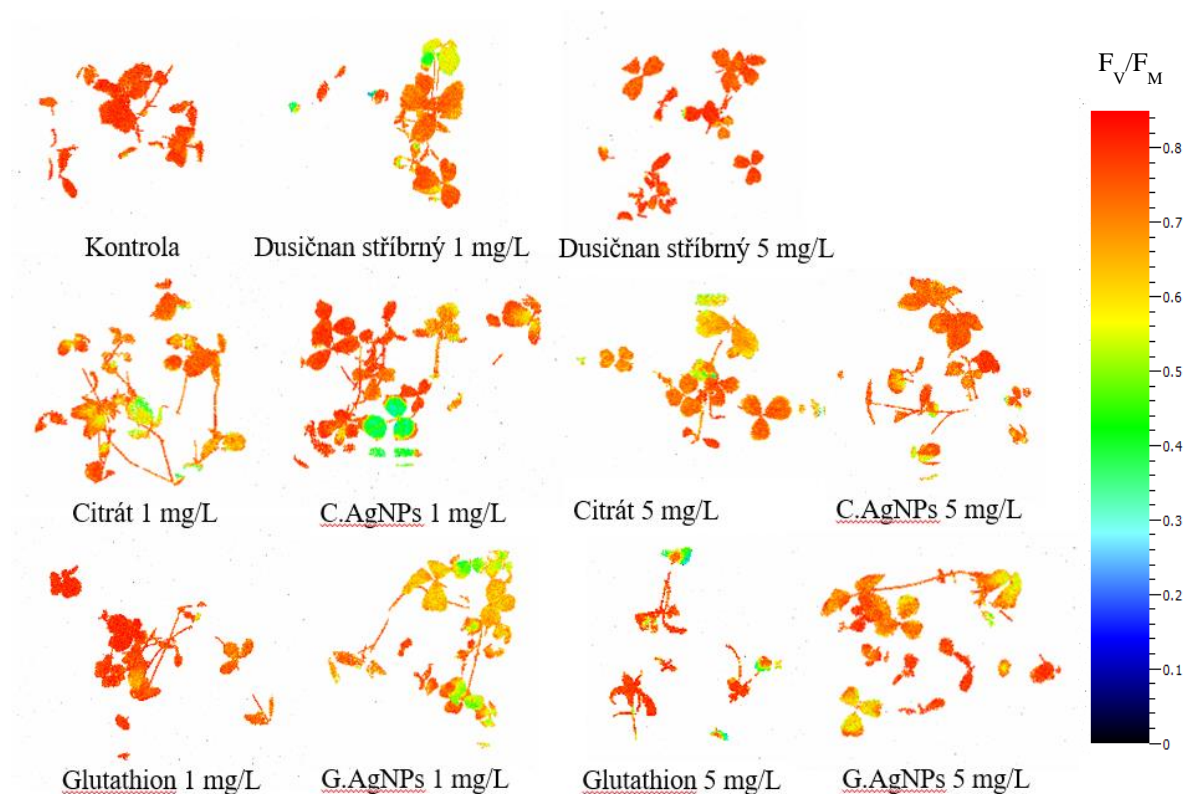 F_V/F_M
Kontrola
Dusičnan stříbrný 1 mg/L
Dusičnan stříbrný 5 mg/L
Citrát 1 mg/L
C.AgNPs 1 mg/L
Citrát 5 mg/L
C.AgNPs 5 mg/L
Glutathion 1 mg/L
G.AgNPs 1 mg/L
Glutathion 5 mg/L
G.AgNPs 5 mg/L
0.8
0.7
0.6
0.5
0.4
0.3
0.2
0.1
0